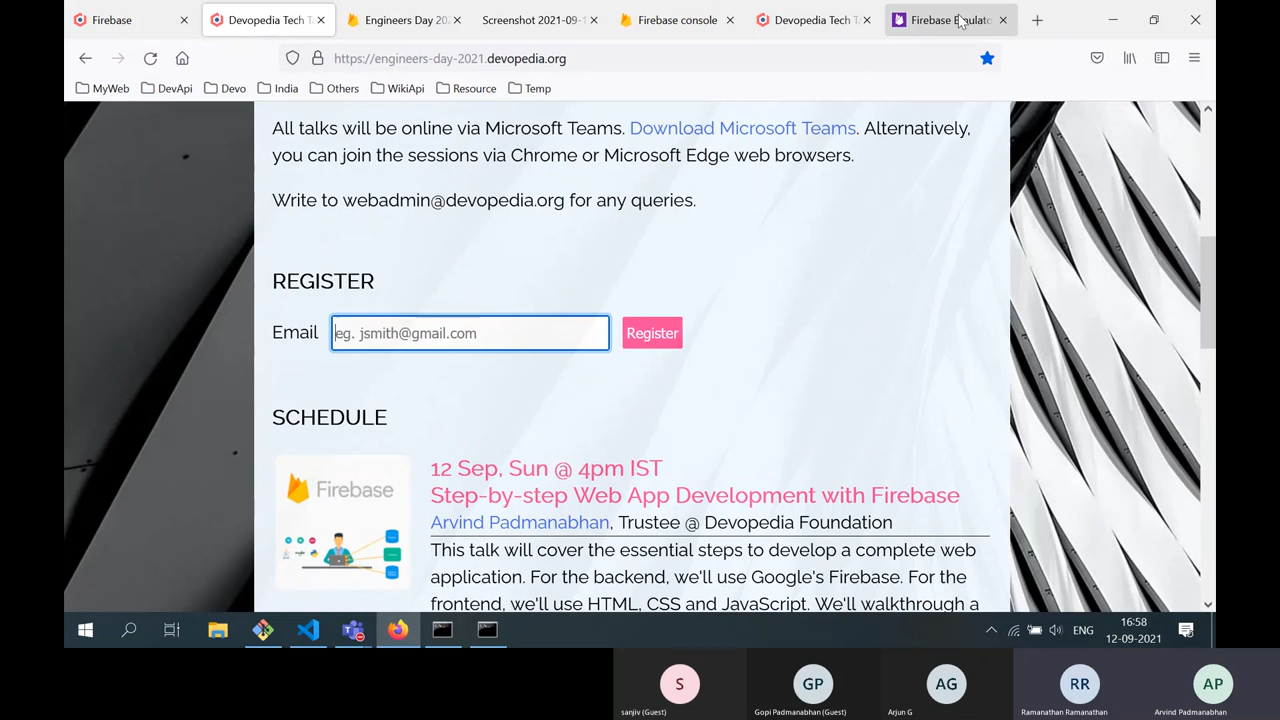 Firebase
Devopedia Tech T
Engineers Day 20
Screenshot 2021-09-1
Firebase console
Devopedia Tech T
Firebase Emulato
https://engineers-day-2021.devopedia.org
MyWeb
DevApi
Devo
India
Others
WikiApi
Resource
Temp
All talks will be online via Microsoft Teams. Download Microsoft Teams. Alternatively,
you can join the sessions via Chrome or Microsoft Edge web browsers.
Write to webadmin@devopedia.org for any queries.
REGISTER
Email
eg. jsmith@gmail.com
Register
SCHEDULE
Firebase
12 Sep, Sun @ 4pm IST
Step-by-step Web App Development with Firebase
Arvind Padmanabhan, Trustee @ Devopedia Foundation
This talk will cover the essential steps to develop a complete web
application. For the backend, we'll use Google's Firebase. For the
frontend, we'll use HTML, CSS and JavaScript. We'll walkthrough a
ENG
16:58
12-09-2021
S
GP
AG
RR
AP
sanjiv (Guest)
Gopi Padmanabhan (Guest)
Arjun G
Ramanathan Ramanathan
Arvind Padmanabhan